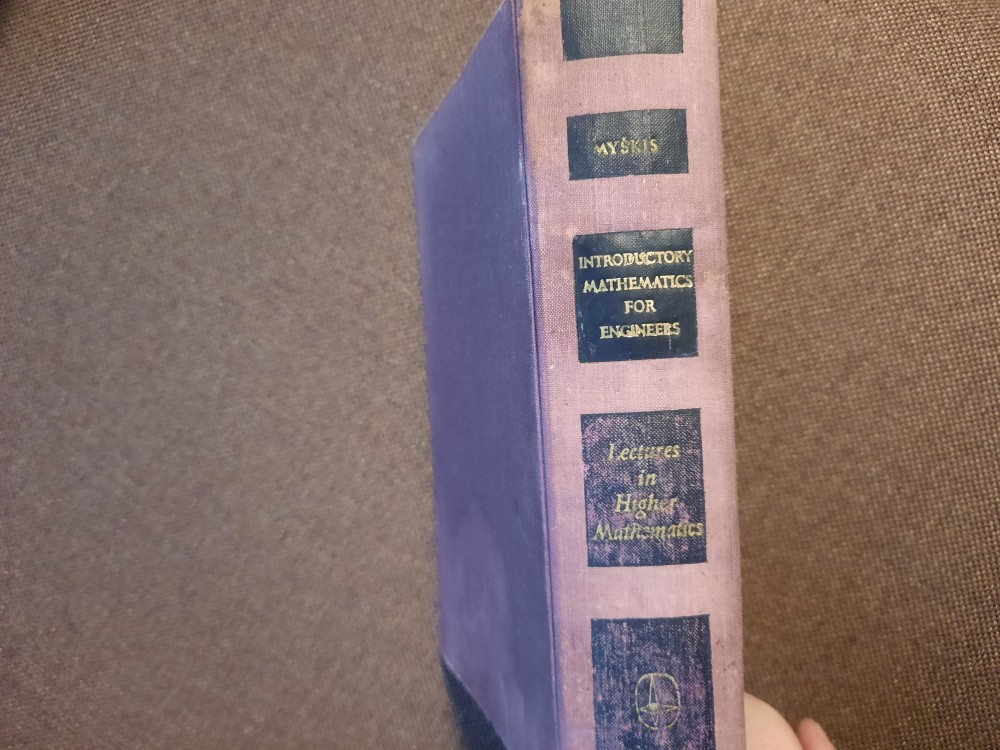 MYŠKIS
INTRODUCTORY
MATHEMATICS
FOR
ENGINEERS
Lectures
in
Higher
Mathematics